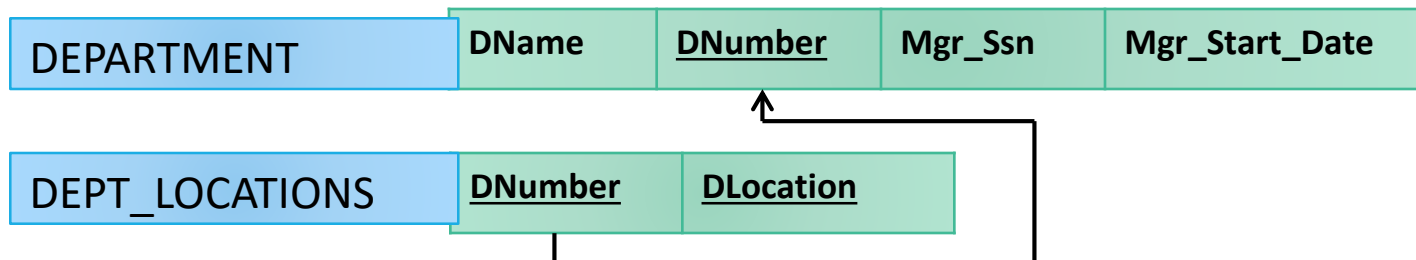 DEPARTMENT DName DNumber Mgr_Ssn Mgr_Start_Date
DEPT_LOCATIONS DNumber DLocation